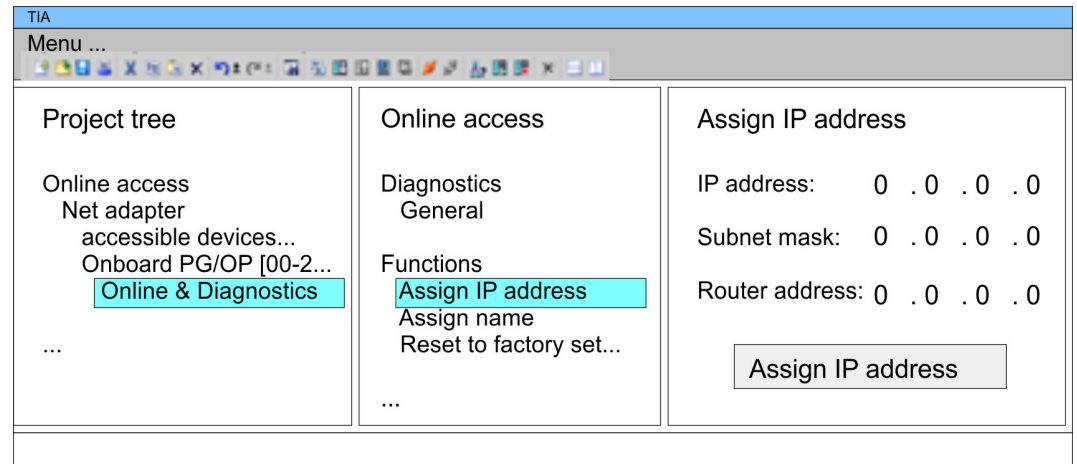 TIA
Menu ...
Project tree
Online access
Net adapter
accessible devices...
Onboard PG/OP [00-2...
Online & Diagnostics
...
Online access
Diagnostics
General
Functions
Assign IP address
Assign name
Reset to factory set...
...
Assign IP address
IP address: 0 . 0 . 0 . 0
Subnet mask: 0 . 0 . 0 . 0
Router address: 0 . 0 . 0 . 0
Assign IP address